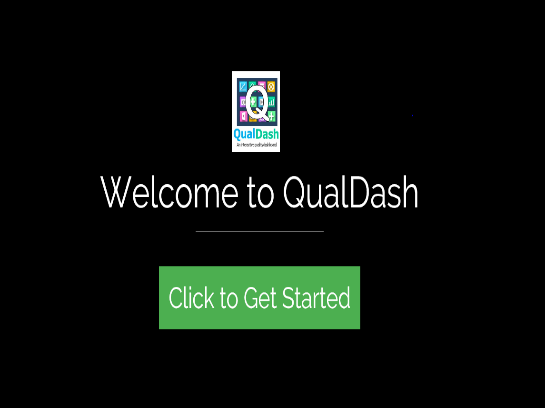 QualDash
Welcome to QualDash
Click to Get Started